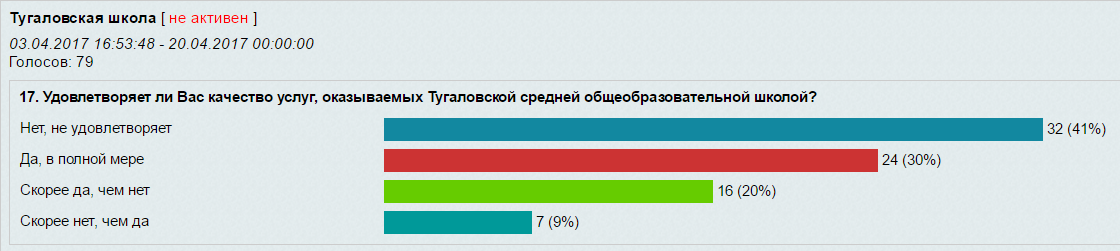 Тугаловская школа [ не активен ]
03.04.2017 16:53:48 - 20.04.2017 00:00:00
Голосов: 79
17. Удовлетворяет ли Вас качество услуг, оказываемых Тугаловской средней общеобразовательной школой?
Нет, не удовлетворяет 32 (41%)
Да, в полной мере 24 (30%)
Скорее да, чем нет 16 (20%)
Скорее нет, чем да 7 (9%)